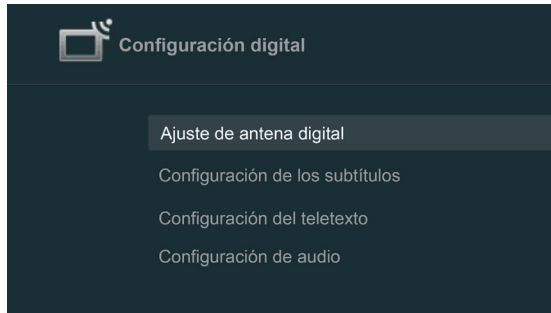 Configuración digital
Ajuste de antena digital
Configuración de los subtítulos
Configuración del teletexto
Configuración de audio